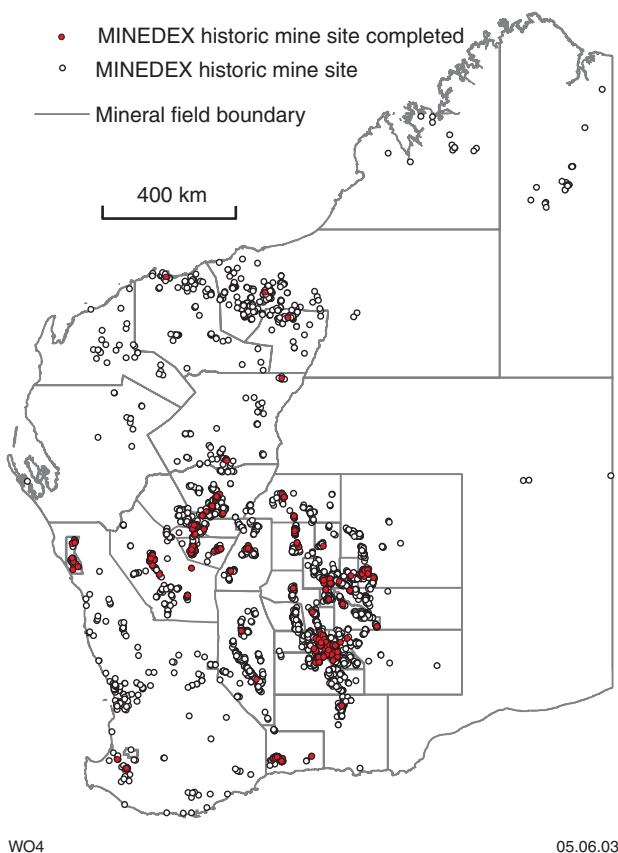 MINEDEX historic mine site completed
MINEDEX historic mine site
Mineral field boundary
400 km
WO4 05.06.03